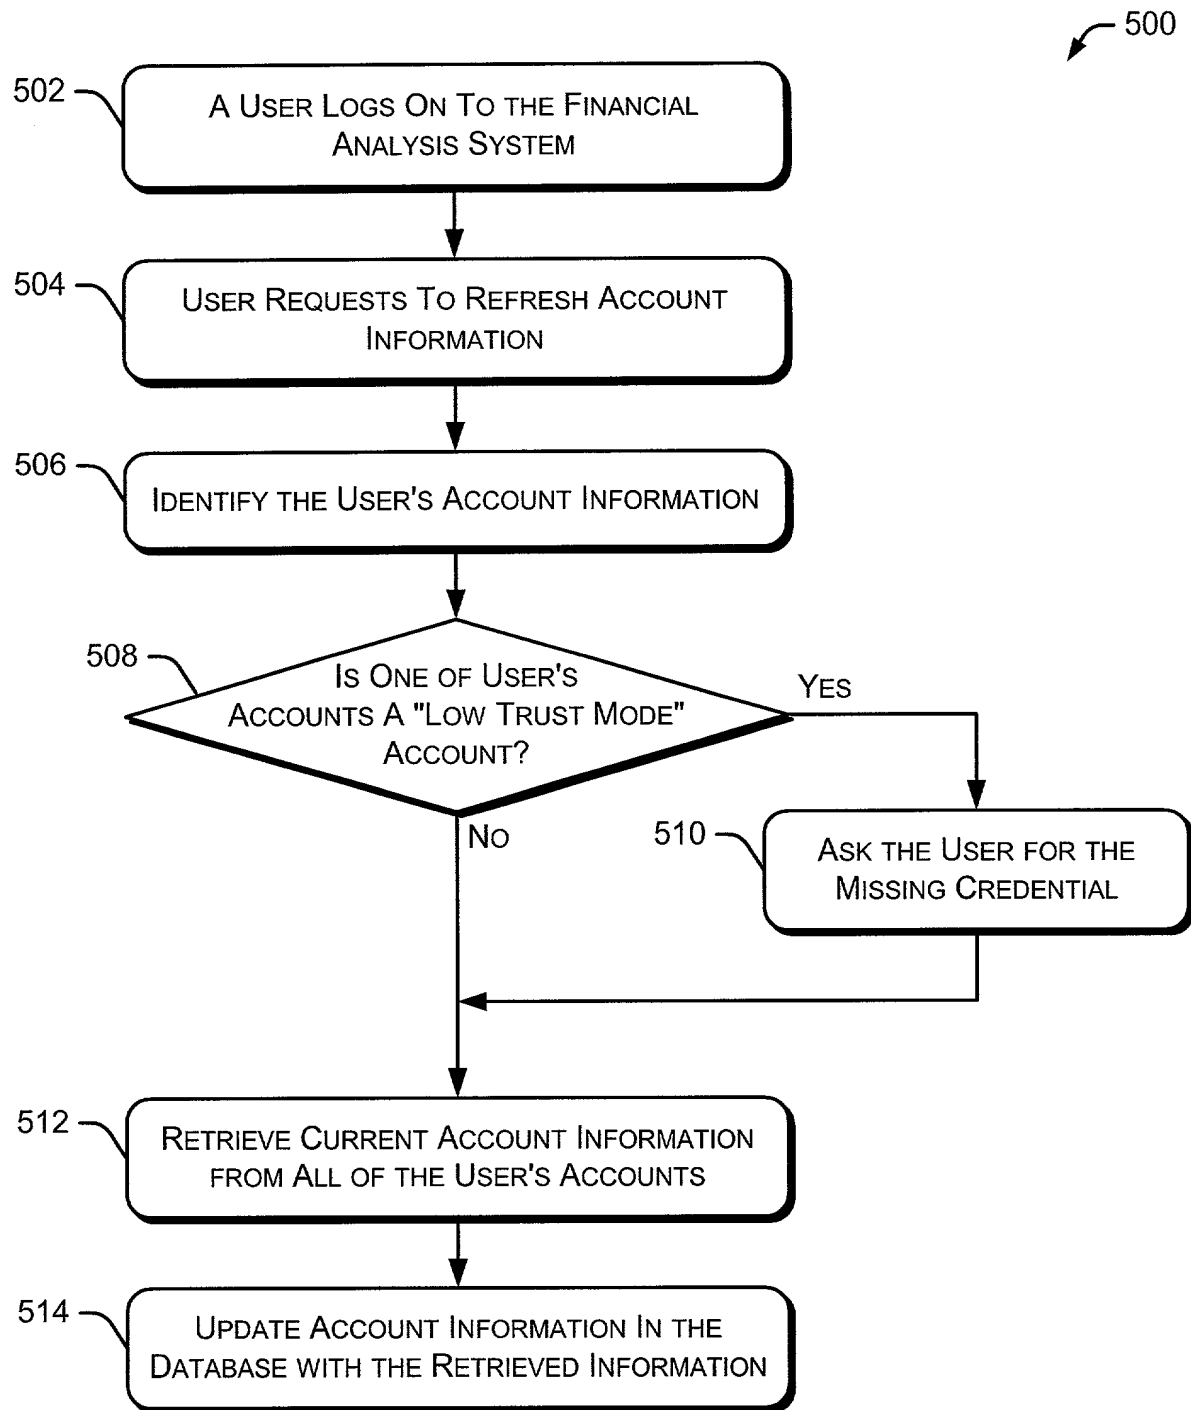 500
502
A USER LOGS ON TO THE FINANCIAL
ANALYSIS SYSTEM
504
USER REQUESTS TO REFRESH ACCOUNT
INFORMATION
506
IDENTIFY THE USER'S ACCOUNT INFORMATION
508
IS ONE OF USER'S
ACCOUNTS A "LOW TRUST MODE"
ACCOUNT?
YES
NO
510
ASK THE USER FOR THE
MISSING CREDENTIAL
512
RETRIEVE CURRENT ACCOUNT INFORMATION
FROM ALL OF THE USER'S ACCOUNTS
514
UPDATE ACCOUNT INFORMATION IN THE
DATABASE WITH THE RETRIEVED INFORMATION